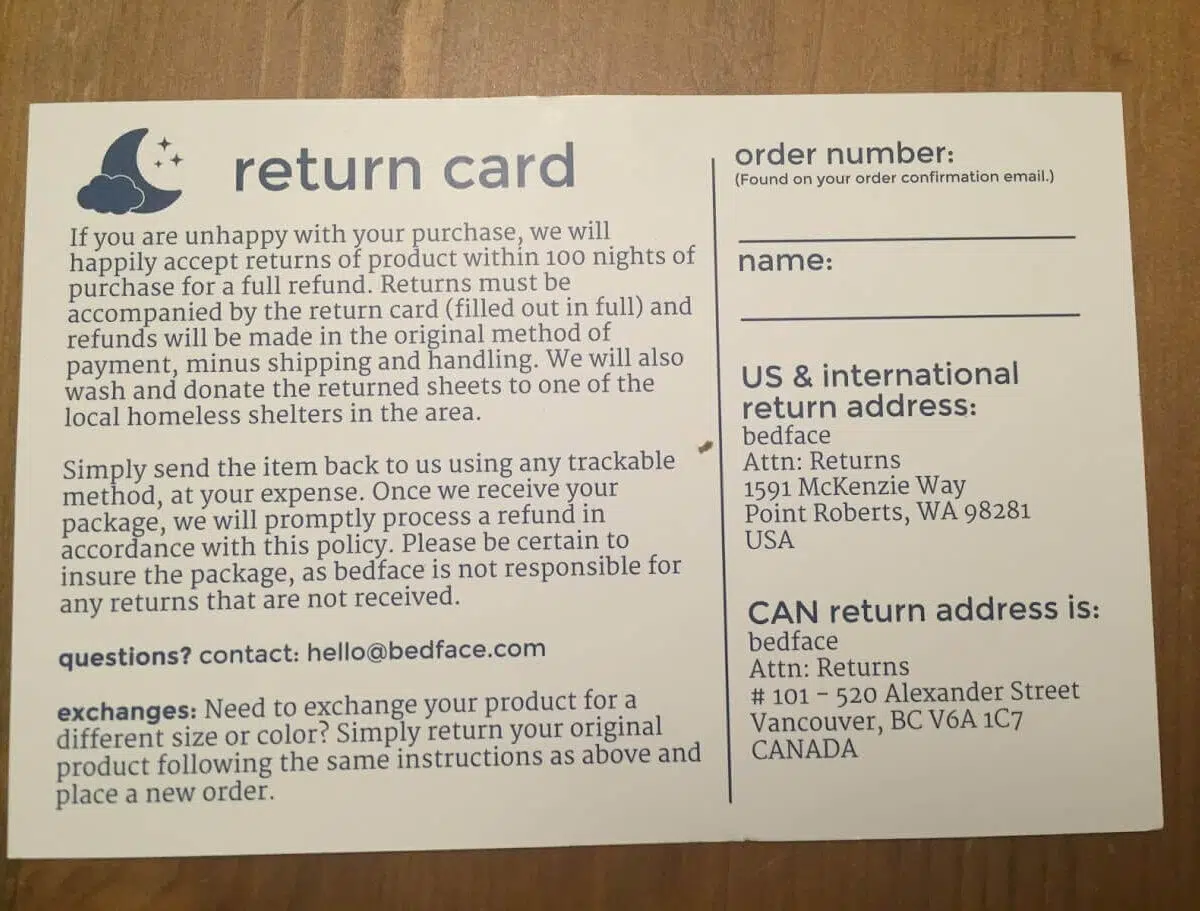 return card
If you are unhappy with your purchase, we will
happily accept returns of product within 100 nights of
purchase for a full refund. Returns must be
accompanied by the return card (filled out in full) and
refunds will be made in the original method of
payment, minus shipping and handling. We will also
wash and donate the returned sheets to one of the
local homeless shelters in the area.
Simply send the item back to us using any trackable
method, at your expense. Once we receive your
package, we will promptly process a refund in
accordance with this policy. Please be certain to
insure the package, as bedface is not responsible for
any returns that are not received.
questions? contact: hello@bedface.com
exchanges: Need to exchange your product for a
different size or color? Simply return your original
product following the same instructions as above and
place a new order.
order number:
(Found on your order confirmation email.)
name:
US & international
return address:
bedface
Attn: Returns
1591 McKenzie Way
Point Roberts, WA 98281
USA
CAN return address is:
bedface
Attn: Returns
# 101 - 520 Alexander Street
Vancouver, BC V6A 1C7
CANADA